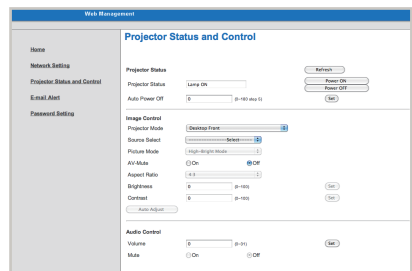 Web Management
Projector Status and Control
Home
Network Setting
Projector Status and Control
E-mail Alert
Password Setting
Projector Status
Refresh
Projector Status
Lamp ON
Power ON
Power OFF
Auto Power Off
0
(0-180 step 5)
Set
Image Control
Projector Mode
Desktop Front
Source Select
Select
Picture Mode
High-Bright Mode
AV-Mute
On
Off
Aspect Ratio
4:3
Brightness
0
(0-100)
Set
Contrast
0
(0-100)
Set
Auto Adjust
Audio Control
Volume
0
(0-31)
Set
Mute
On
Off